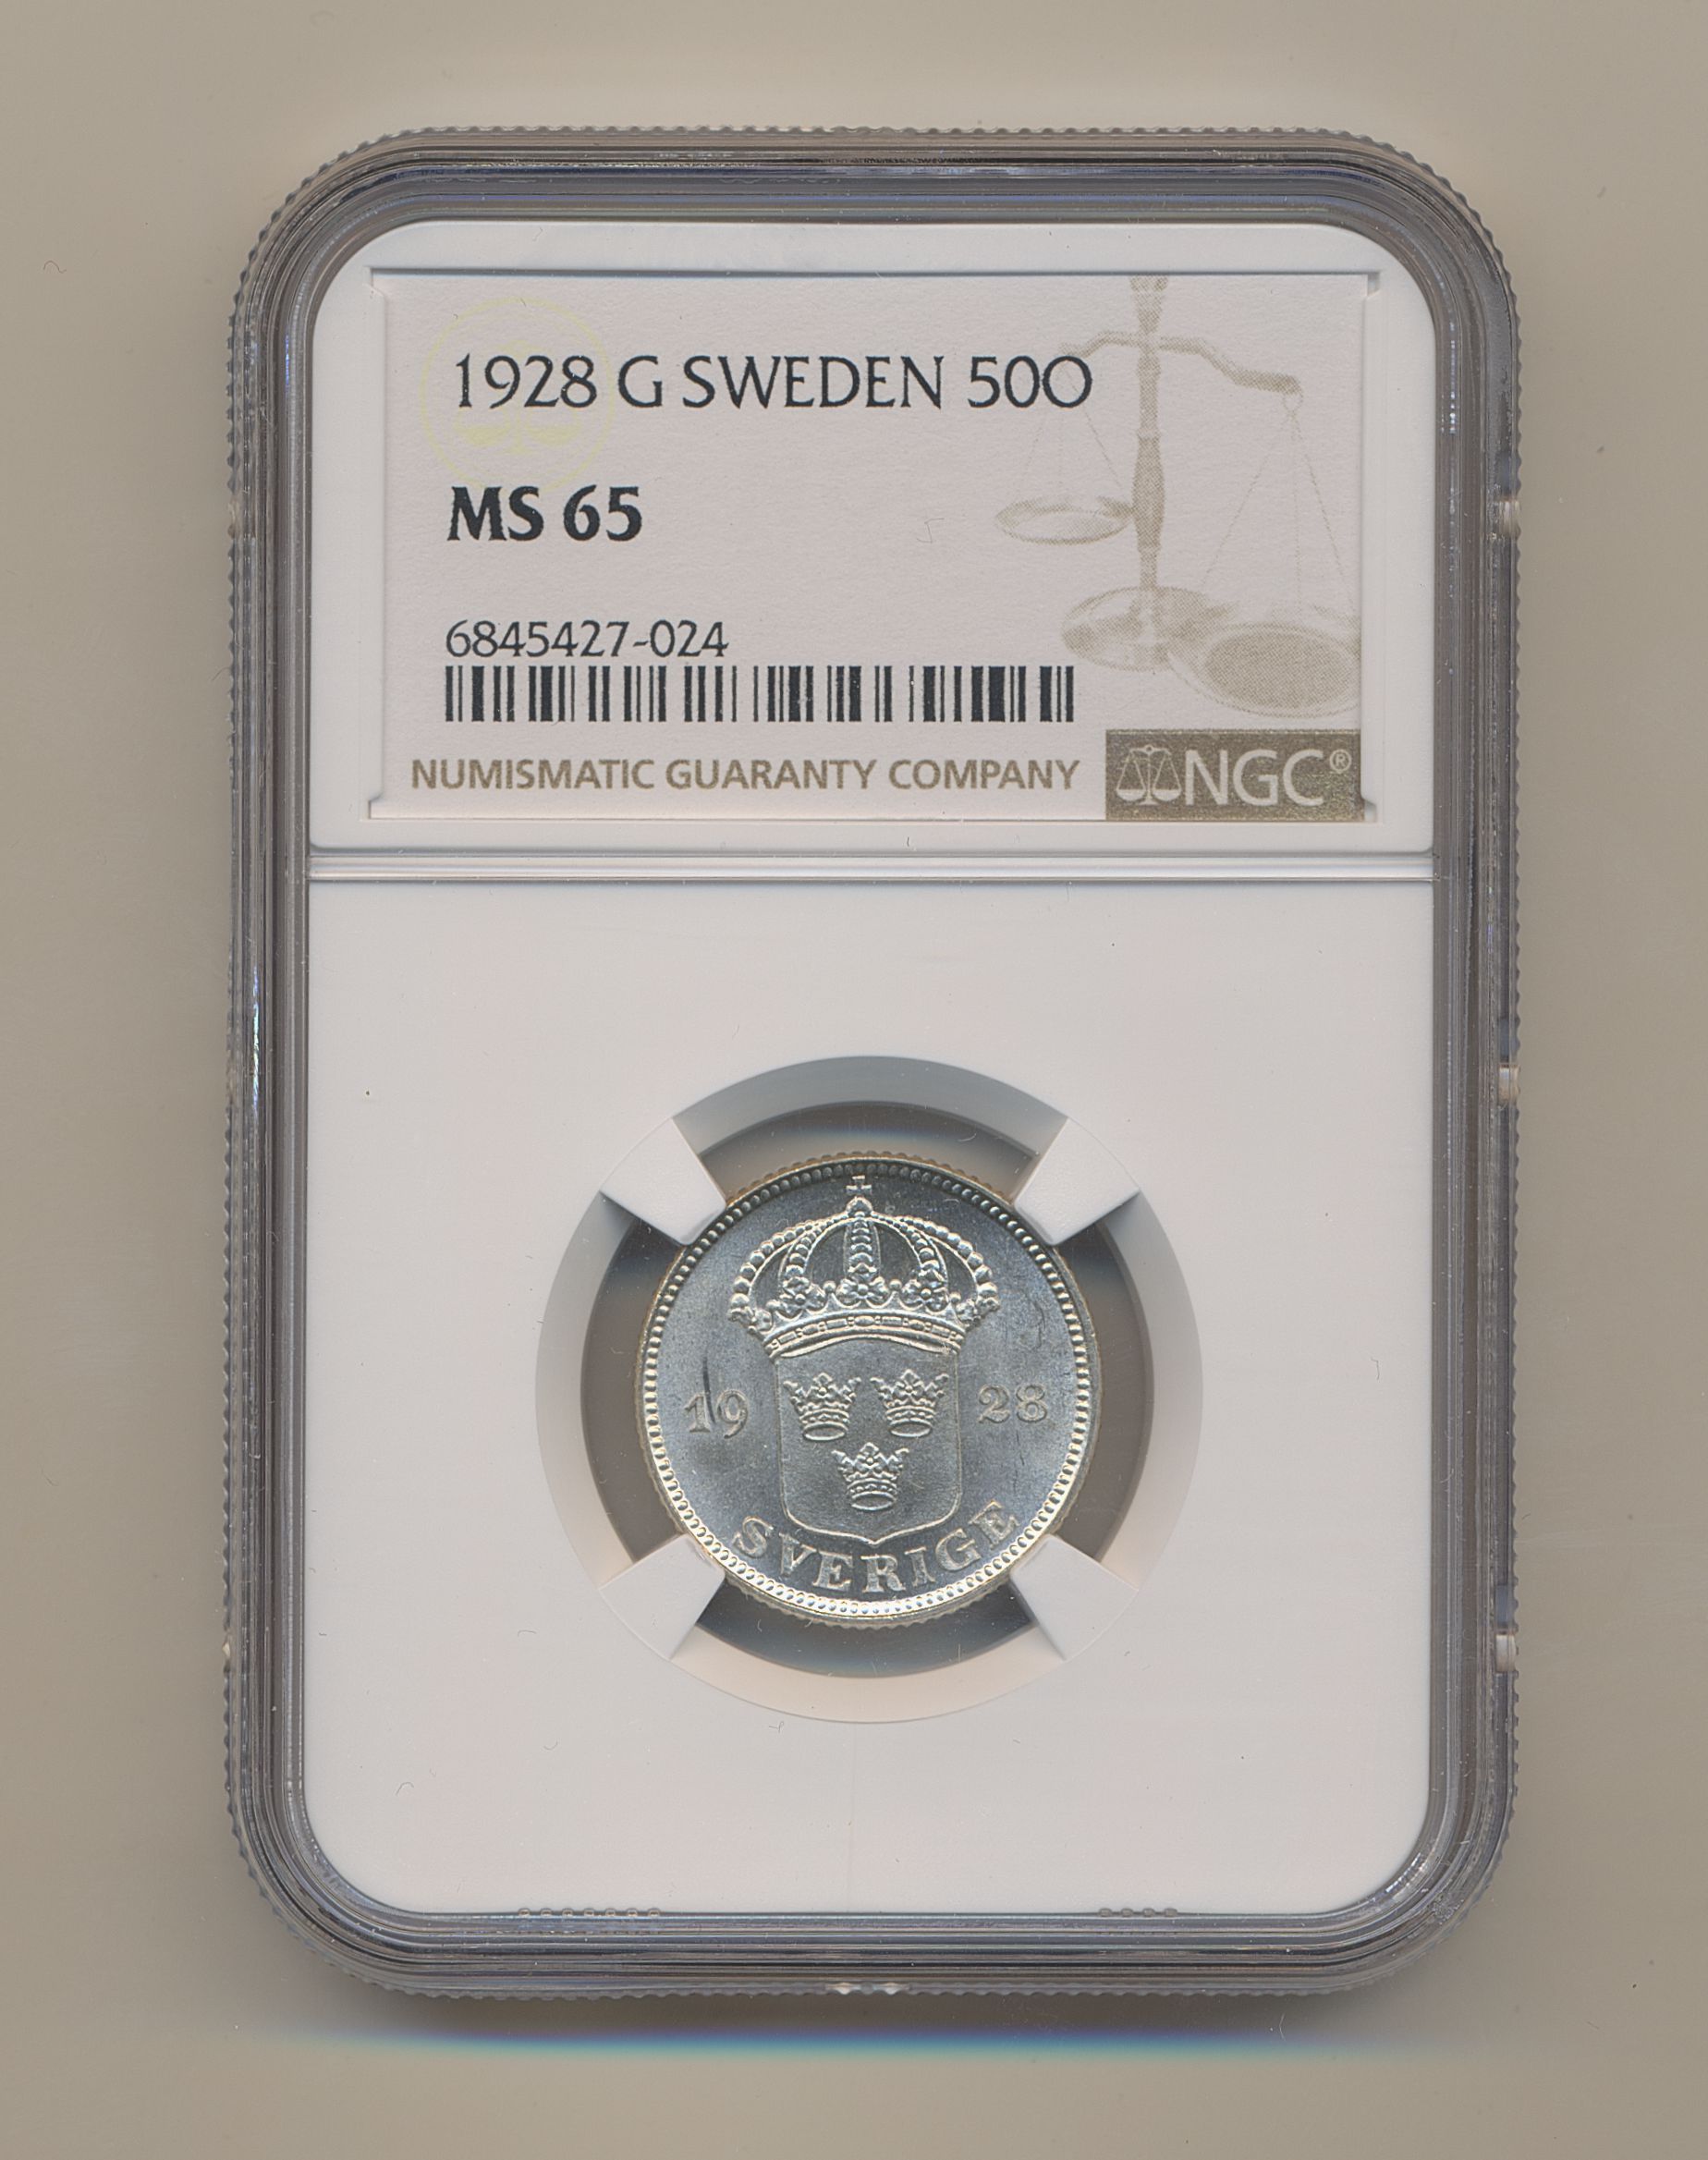 1928 G SWEDEN 50O
MS 65
6845427-024
NUMISMATIC GUARANTY COMPANY NGC®
19 28
SVERIGE